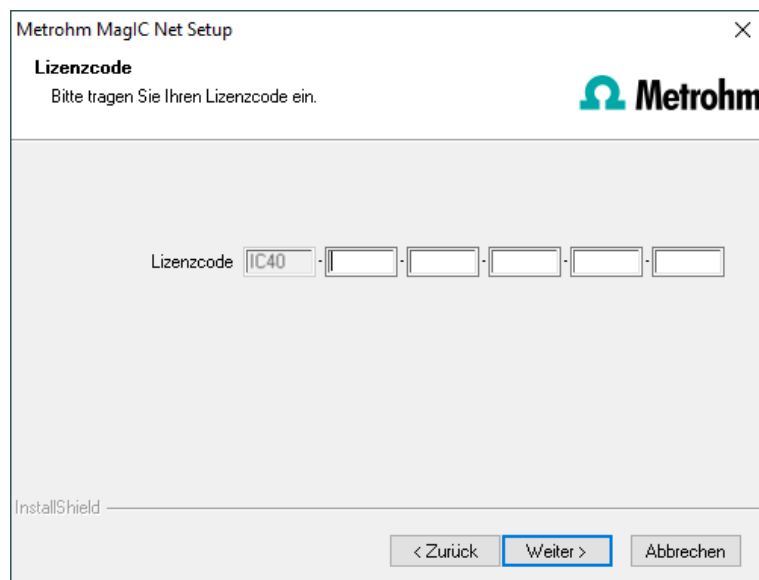 Metrohm MagIC Net Setup
Lizenzcode
Bitte tragen Sie Ihren Lizenzcode ein.
Metrohm
Lizenzcode IC40 - - - - -
InstallShield
< Zurück Weiter > Abbrechen